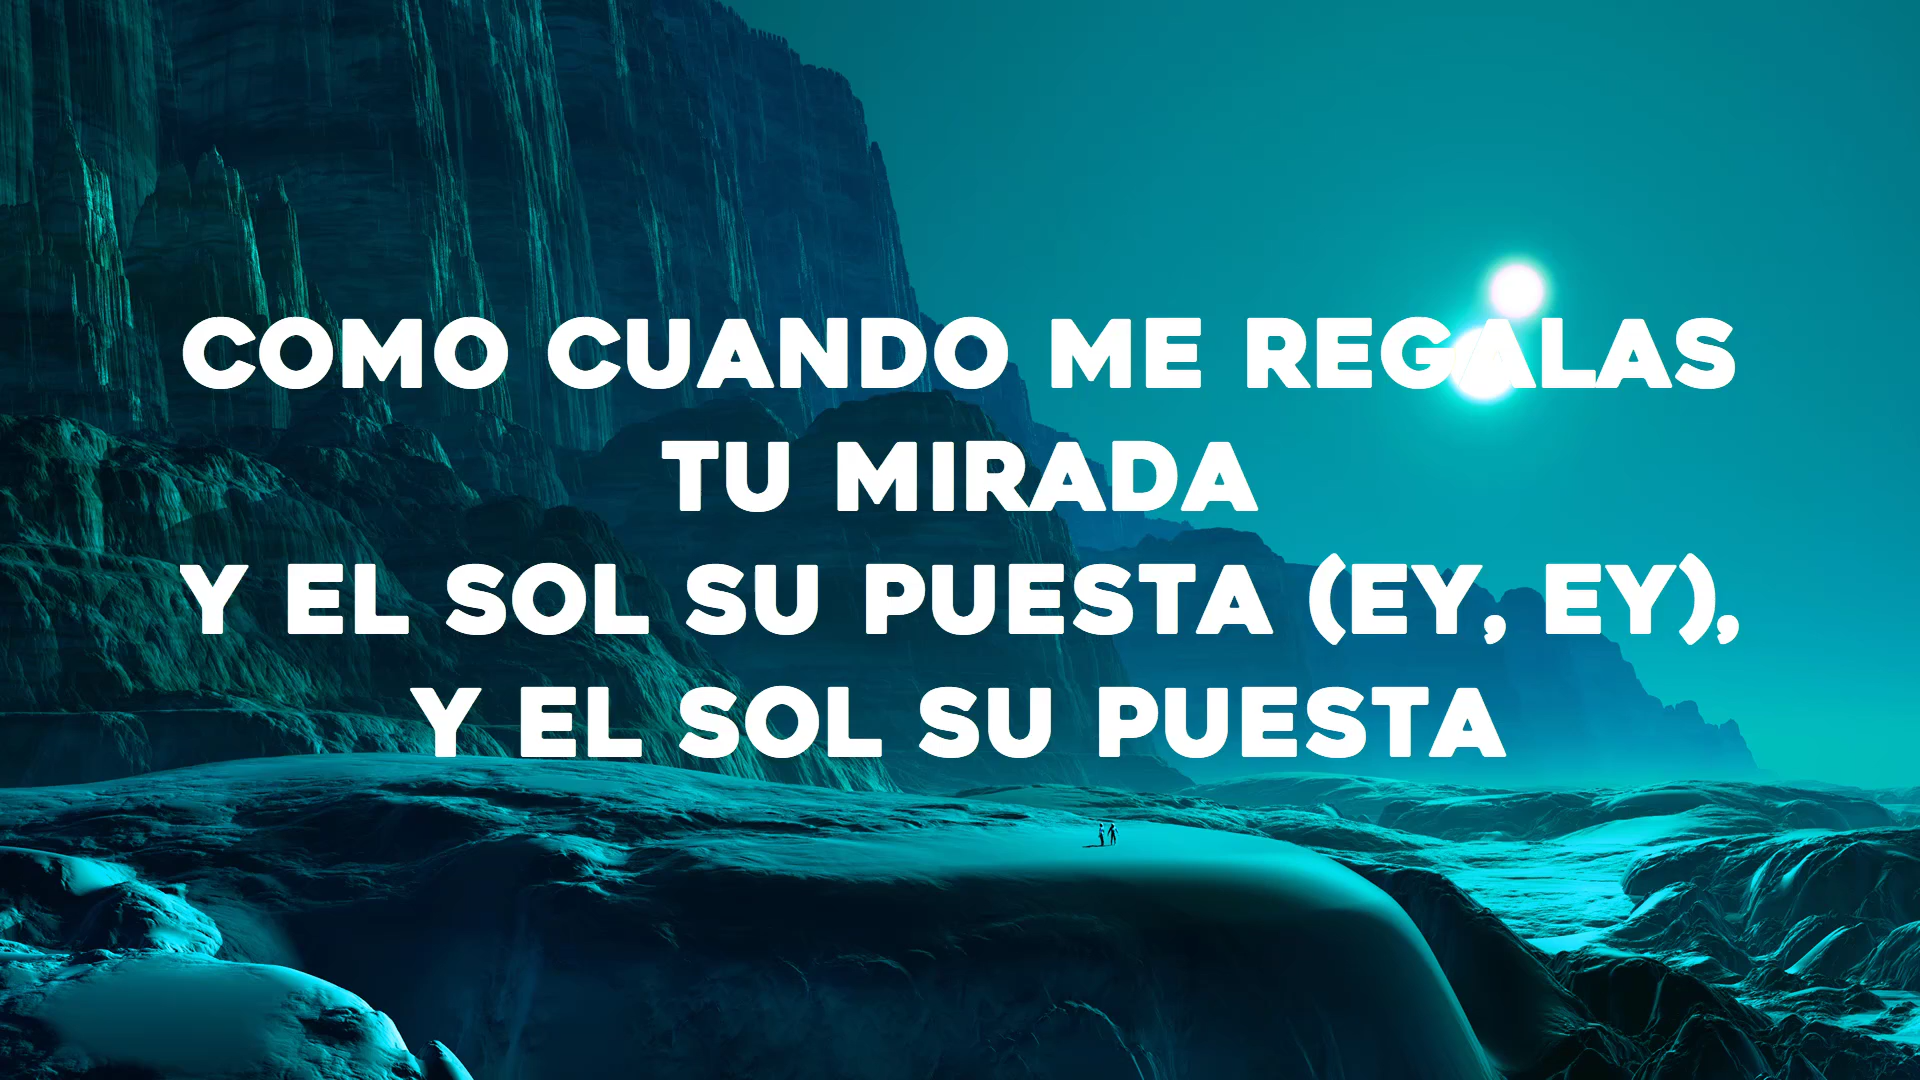 COMO CUANDO ME REGALAS
TU MIRADA
Y EL SOL SU PUESTA (EY, EY),
Y EL SOL SU PUESTA